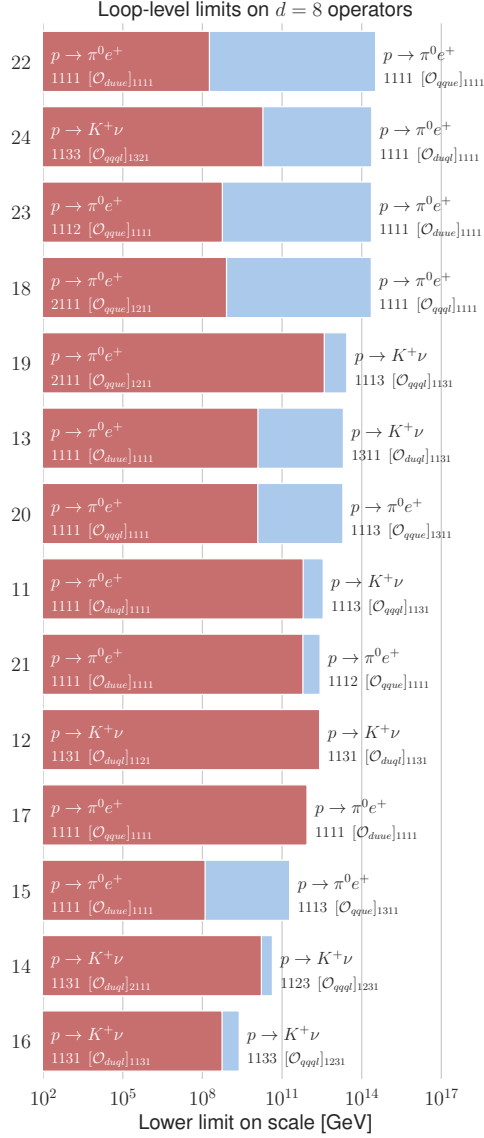 Loop-level limits on d = 8 operators
22
p → π⁰e⁺
1111 [𝒪_duue]_1111
p → π⁰e⁺
1111 [𝒪_qque]_1111
24
p → K⁺ν
1133 [𝒪_qqql]_1321
p → π⁰e⁺
1111 [𝒪_duql]_1111
23
p → π⁰e⁺
1112 [𝒪_qque]_1111
p → π⁰e⁺
1111 [𝒪_duue]_1111
18
p → π⁰e⁺
2111 [𝒪_qque]_1211
p → π⁰e⁺
1111 [𝒪_qqql]_1111
19
p → π⁰e⁺
2111 [𝒪_qque]_1211
p → K⁺ν
1113 [𝒪_qqql]_1131
13
p → π⁰e⁺
1111 [𝒪_duue]_1111
p → K⁺ν
1311 [𝒪_duql]_1131
20
p → π⁰e⁺
1111 [𝒪_qqql]_1111
p → π⁰e⁺
1113 [𝒪_qque]_1311
11
p → π⁰e⁺
1111 [𝒪_duql]_1111
p → K⁺ν
1113 [𝒪_qqql]_1131
21
p → π⁰e⁺
1111 [𝒪_duue]_1111
p → π⁰e⁺
1112 [𝒪_qque]_1111
12
p → K⁺ν
1131 [𝒪_duql]_1121
p → K⁺ν
1131 [𝒪_duql]_1131
17
p → π⁰e⁺
1111 [𝒪_qque]_1111
p → π⁰e⁺
1111 [𝒪_duue]_1111
15
p → π⁰e⁺
1111 [𝒪_duue]_1111
p → π⁰e⁺
1113 [𝒪_qque]_1311
14
p → K⁺ν
1131 [𝒪_duql]_2111
p → K⁺ν
1123 [𝒪_qqql]_1231
16
p → K⁺ν
1131 [𝒪_duql]_1131
p → K⁺ν
1133 [𝒪_qqql]_1231
10² 10⁵ 10⁸ 10¹¹ 10¹⁴ 10¹⁷
Lower limit on scale [GeV]